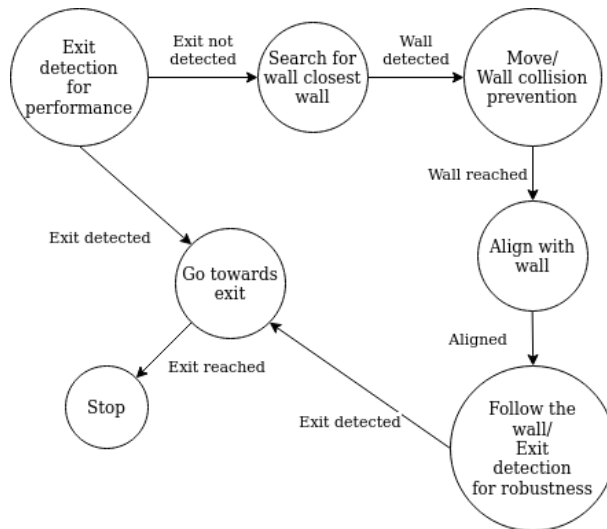 Exit
detection
for
performance
Exit not
detected
Search for
wall closest
wall
Wall
detected
Move/
Wall collision
prevention
Wall reached
Align with
wall
Aligned
Follow the
wall/
Exit
detection
for robustness
Exit detected
Exit detected
Go towards
exit
Exit reached
Stop